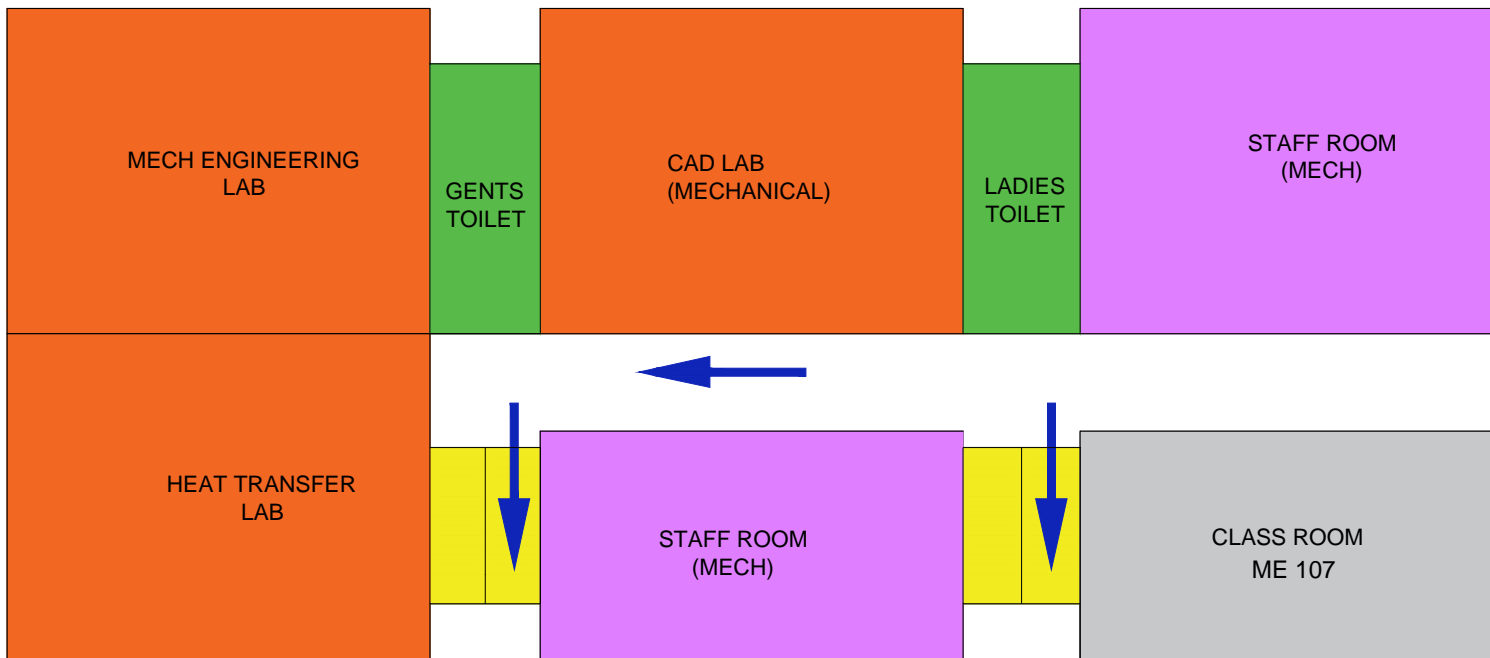 MECH ENGINEERING
LAB
GENTS
TOILET
CAD LAB
(MECHANICAL)
LADIES
TOILET
STAFF ROOM
(MECH)
HEAT TRANSFER
LAB
STAFF ROOM
(MECH)
CLASS ROOM
ME 107